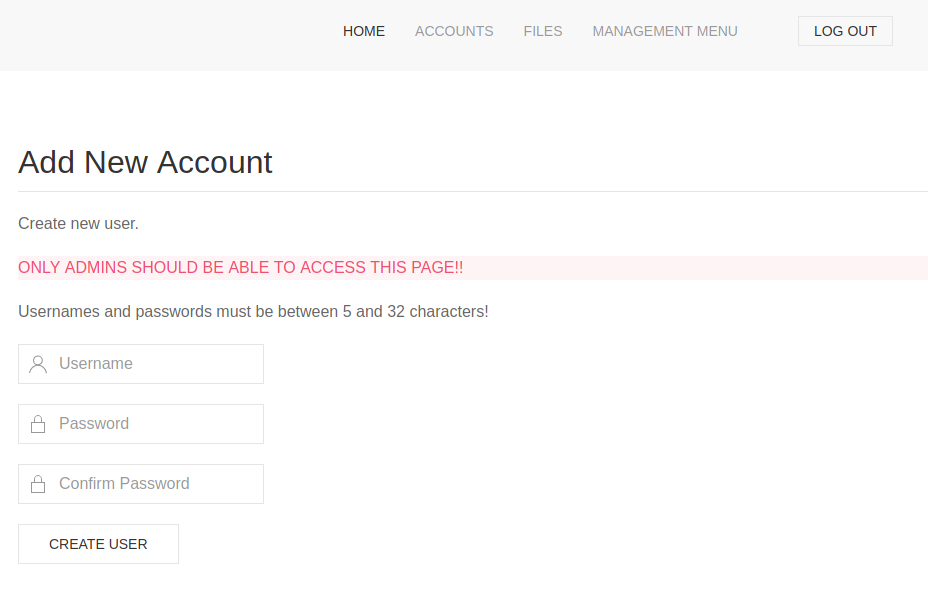 HOME ACCOUNTS FILES MANAGEMENT MENU LOG OUT
Add New Account
Create new user.
ONLY ADMINS SHOULD BE ABLE TO ACCESS THIS PAGE!!
Usernames and passwords must be between 5 and 32 characters!
Username
Password
Confirm Password
CREATE USER